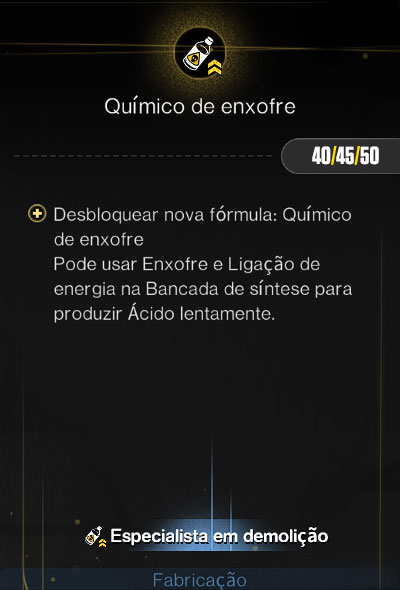 Químico de enxofre
40/45/50
Desbloquear nova fórmula: Químico
de enxofre
Pode usar Enxofre e Ligação de
energia na Bancada de síntese para
produzir Ácido lentamente.
Especialista em demolição
Fabricação